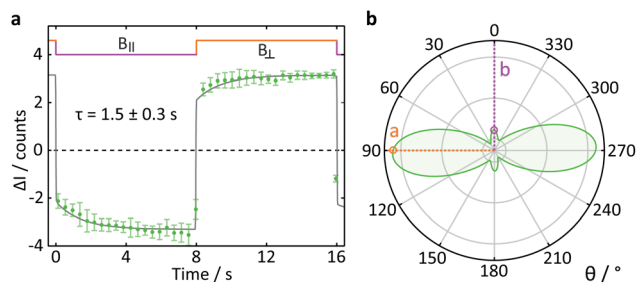 a
B||
B⊥
4
2
0
-2
-4
ΔI / counts
τ = 1.5 ± 0.3 s
0
4
8
12
16
Time / s
b
0
30
330
60
300
b
a
90
270
120
240
150
210
180
θ / °